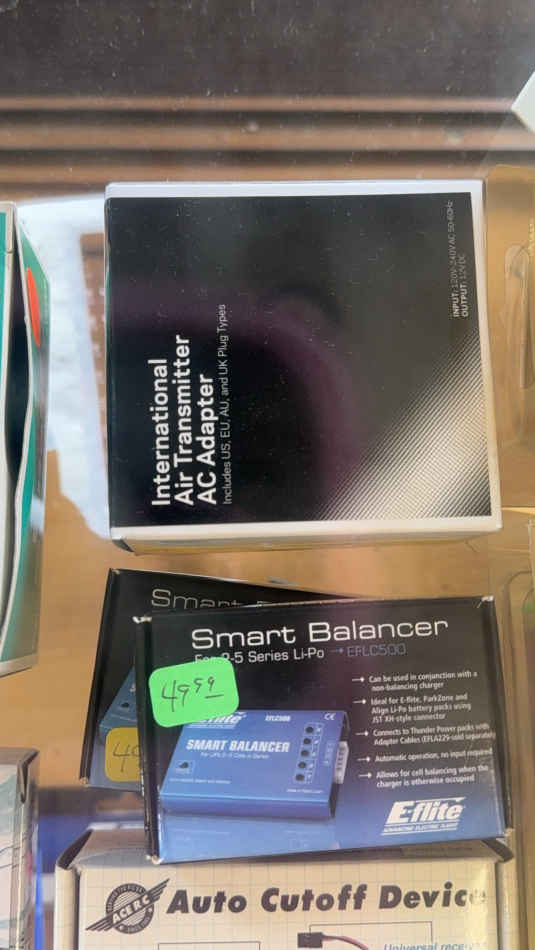 International
Air Transmitter
AC Adapter
Includes US, EU, AU, and UK Plug Types
INPUT: 120V-240V AC 50-60Hz
OUTPUT: 12V DC
Smart
Smart Balancer
For 2-5 Series Li-Po → EFLC500
49.99
→ Can be used in conjunction with a
non-balancing charger
→ Ideal for E-flite, ParkZone and
Align Li-Po battery packs using
JST XH-style connector
→ Connects to Thunder Power packs with
Adapter Cables (EFLA225-sold separately)
→ Automatic operation, no input required
→ Allows for cell balancing when the
charger is otherwise occupied
E-flite
EFLC500
CE
SMART BALANCER
For LiPo 2-5 Cells in Series
E-flite
ADVANCING ELECTRIC FLIGHT
49
ACE R/C
Auto Cutoff Device
Universal